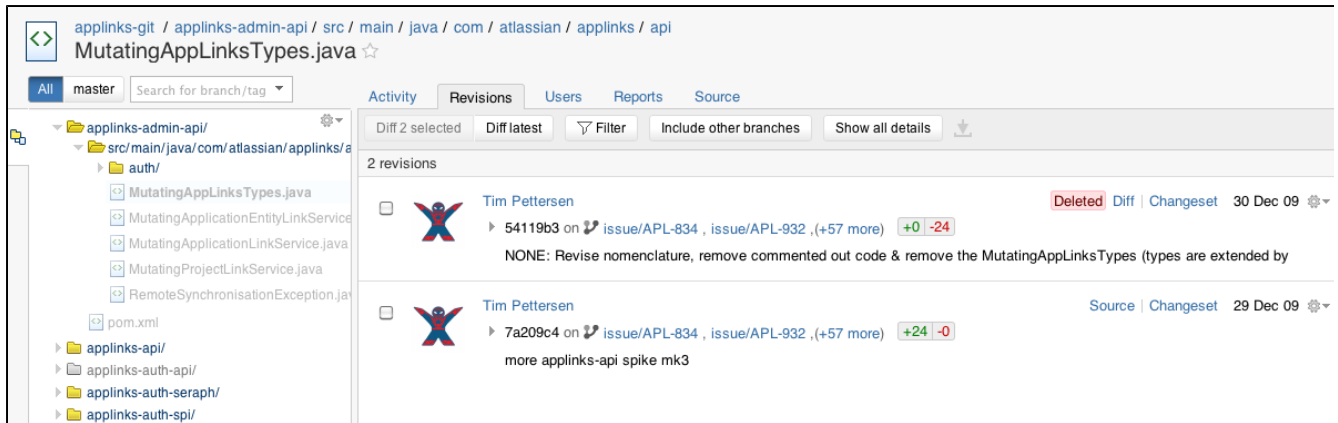 applinks-git / applinks-admin-api / src / main / java / com / atlassian / applinks / api
MutatingAppLinksTypes.java
All master Search for branch/tag
Activity Revisions Users Reports Source
Diff 2 selected Diff latest Filter Include other branches Show all details
applinks-admin-api/
src/main/java/com/atlassian/applinks/a
auth/
MutatingAppLinksTypes.java
MutatingApplicationEntityLinkService
MutatingApplicationLinkService.java
MutatingProjectLinkService.java
RemoteSynchronisationException.jav
pom.xml
applinks-api/
applinks-auth-api/
applinks-auth-seraph/
applinks-auth-spi/
2 revisions
Tim Pettersen Deleted Diff | Changeset 30 Dec 09
54119b3 on issue/APL-834 , issue/APL-932 ,(+57 more) +0 -24
NONE: Revise nomenclature, remove commented out code & remove the MutatingAppLinksTypes (types are extended by
Tim Pettersen Source | Changeset 29 Dec 09
7a209c4 on issue/APL-834 , issue/APL-932 ,(+57 more) +24 -0
more applinks-api spike mk3